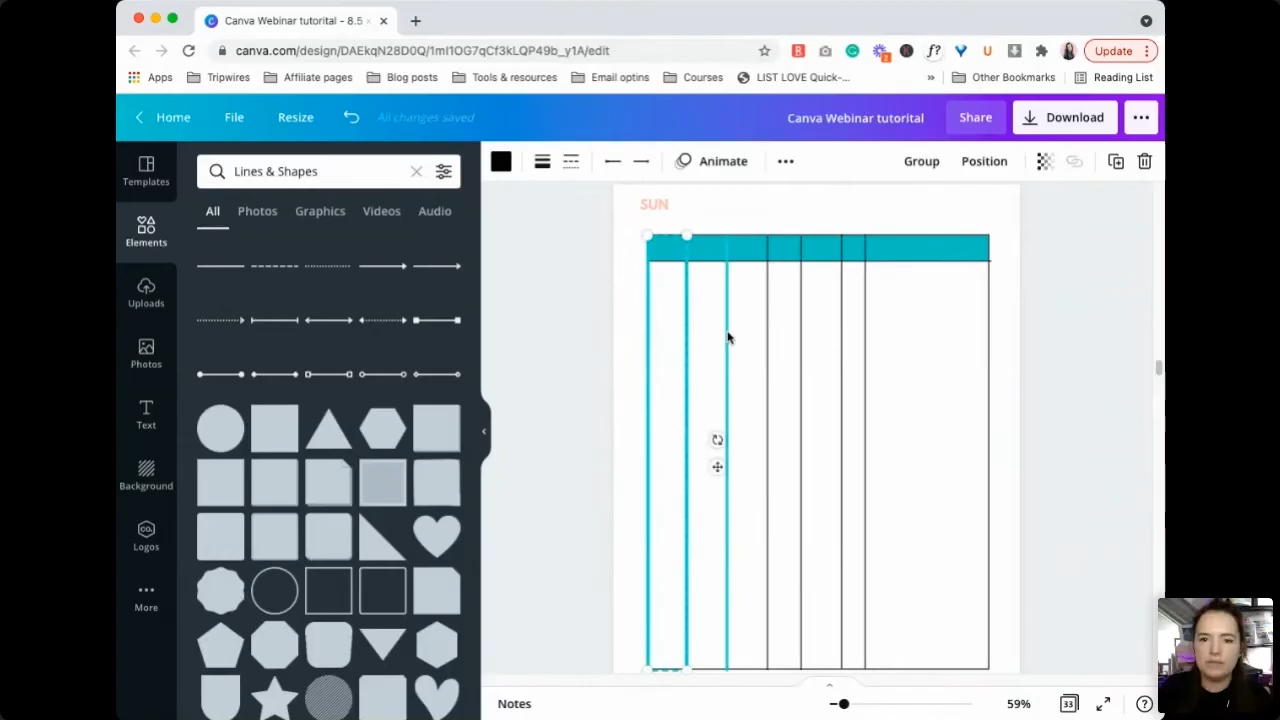 Canva Webinar tutorital - 8.5 ×
canva.com/design/DAEkqN28D0Q/1mI1OG7qCf3kLQP49b_y1A/edit
Update
Apps Tripwires Affiliate pages Blog posts Tools & resources Email optins Courses LIST LOVE Quick-... » Other Bookmarks Reading List
Home File Resize All changes saved Canva Webinar tutorital Share Download
Templates
Elements
Uploads
Photos
Text
Background
Logos
More
Lines & Shapes
All Photos Graphics Videos Audio
Animate Group Position
SUN
Notes 59% 33